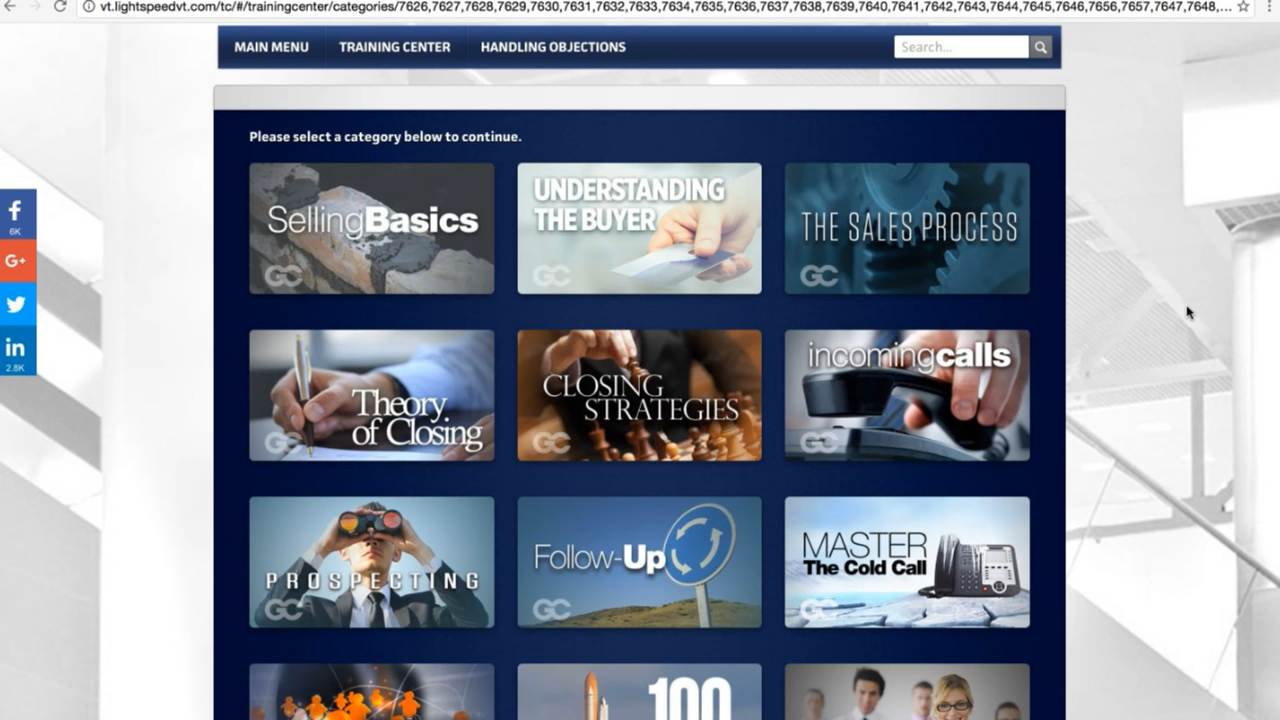 vt.lightspeedvt.com/tc/#/trainingcenter/categories/7626,7627,7628,7629,7630,7631,7632,7633,7634,7635,7636,7637,7638,7639,7640,7641,7642,7643,7644,7645,7646,7656,7657,7647,7648,...
MAIN MENU TRAINING CENTER HANDLING OBJECTIONS Search...
Please select a category below to continue.
SellingBasics
GC
UNDERSTANDING
THE BUYER
GC
THE SALES PROCESS
GC
f
6K
G+
in
2.8K
Theory
of Closing
GC
CLOSING
STRATEGIES
GC
incomingcalls
GC
PROSPECTING
GC
Follow-Up
GC
MASTER
The Cold Call
GC
100